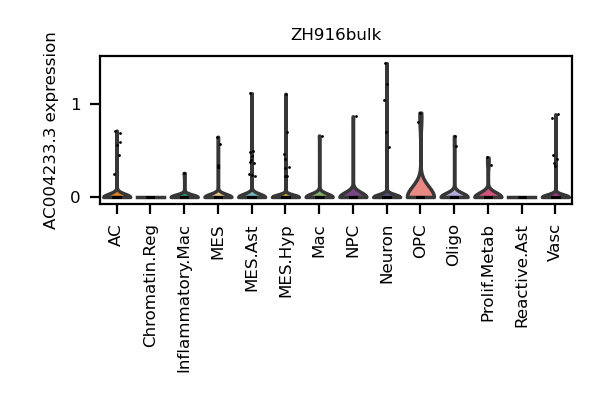 ZH916bulk
AC004233.3 expression
1
0
AC
Chromatin.Reg
Inflammatory.Mac
MES
MES.Ast
MES.Hyp
Mac
NPC
Neuron
OPC
Oligo
Prolif.Metab
Reactive.Ast
Vasc